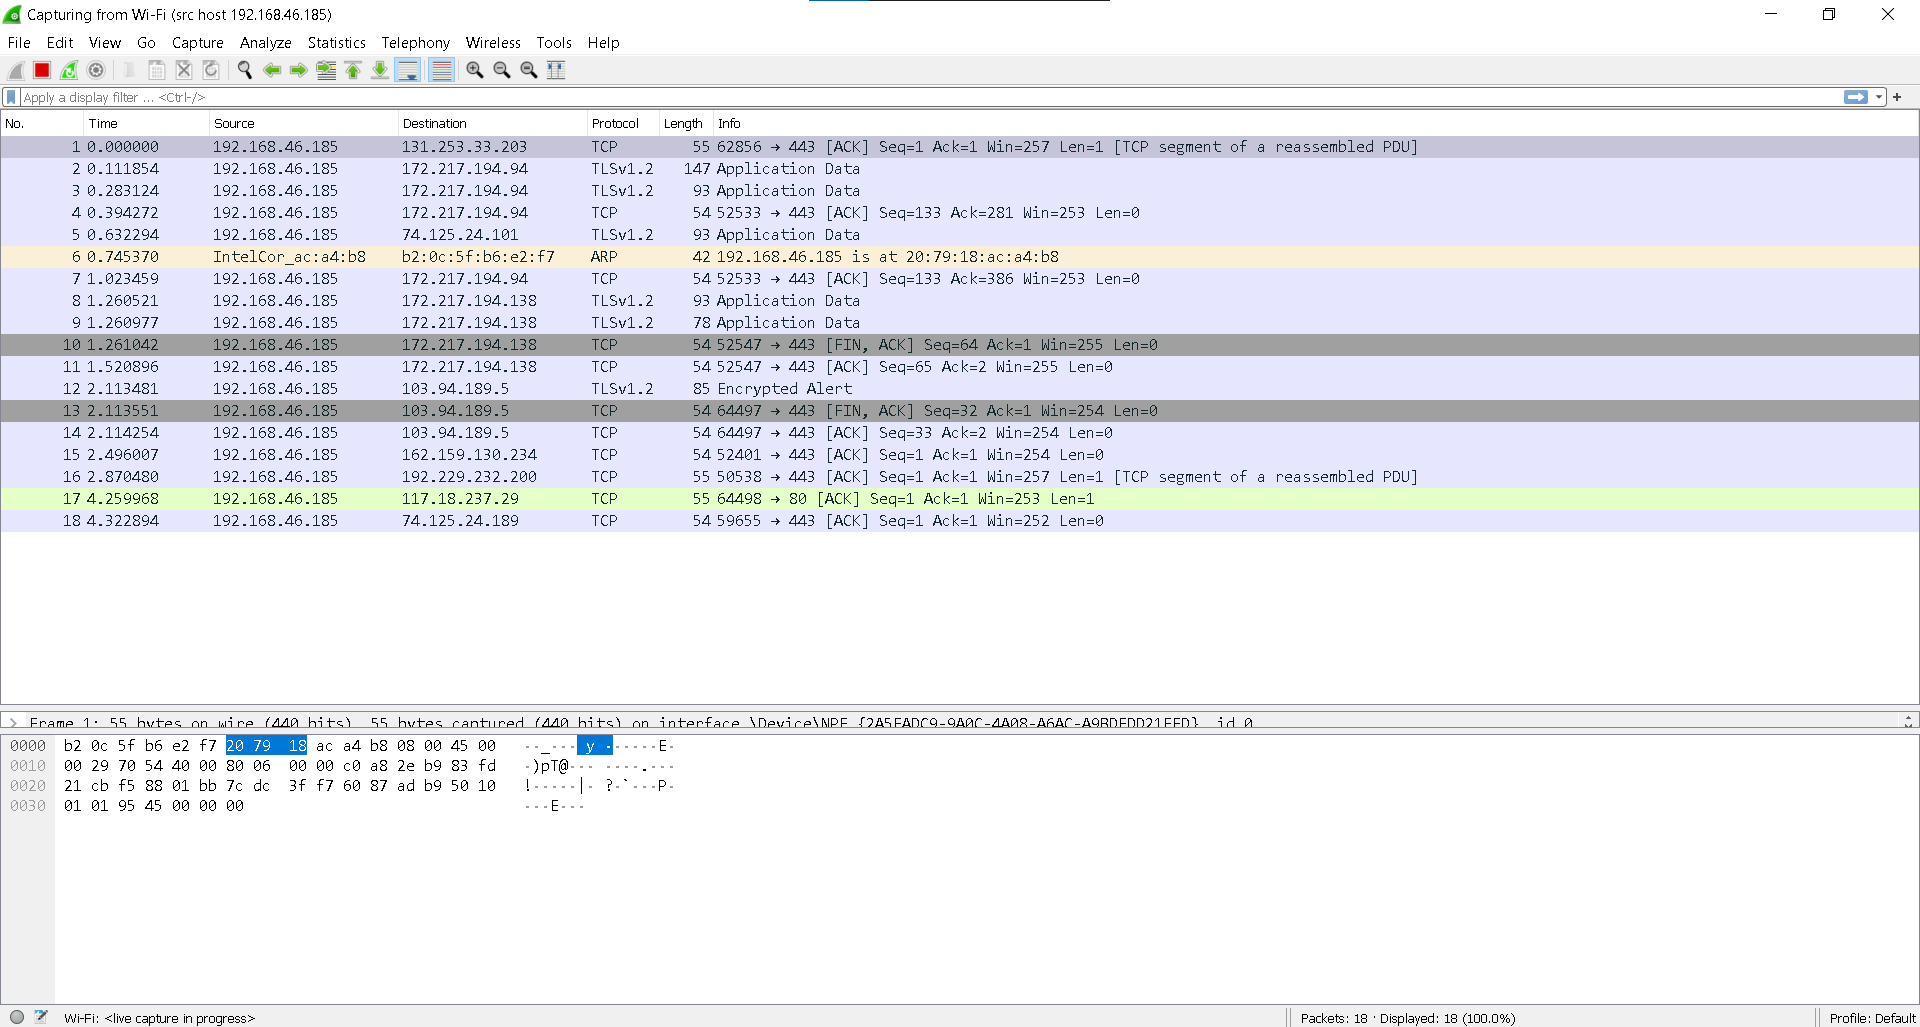 Capturing from Wi-Fi (src host 192.168.46.185)
File Edit View Go Capture Analyze Statistics Telephony Wireless Tools Help
Apply a display filter ... <Ctrl-/>
No. Time Source Destination Protocol Length Info
1 0.000000 192.168.46.185 131.253.33.203 TCP 55 62856 → 443 [ACK] Seq=1 Ack=1 Win=257 Len=1 [TCP segment of a reassembled PDU]
2 0.111854 192.168.46.185 172.217.194.94 TLSv1.2 147 Application Data
3 0.283124 192.168.46.185 172.217.194.94 TLSv1.2 93 Application Data
4 0.394272 192.168.46.185 172.217.194.94 TCP 54 52533 → 443 [ACK] Seq=133 Ack=281 Win=253 Len=0
5 0.632294 192.168.46.185 74.125.24.101 TLSv1.2 93 Application Data
6 0.745370 IntelCor_ac:a4:b8 b2:0c:5f:b6:e2:f7 ARP 42 192.168.46.185 is at 20:79:18:ac:a4:b8
7 1.023459 192.168.46.185 172.217.194.94 TCP 54 52533 → 443 [ACK] Seq=133 Ack=386 Win=253 Len=0
8 1.260521 192.168.46.185 172.217.194.138 TLSv1.2 93 Application Data
9 1.260977 192.168.46.185 172.217.194.138 TLSv1.2 78 Application Data
10 1.261042 192.168.46.185 172.217.194.138 TCP 54 52547 → 443 [FIN, ACK] Seq=64 Ack=1 Win=255 Len=0
11 1.520896 192.168.46.185 172.217.194.138 TCP 54 52547 → 443 [ACK] Seq=65 Ack=2 Win=255 Len=0
12 2.113481 192.168.46.185 103.94.189.5 TLSv1.2 85 Encrypted Alert
13 2.113551 192.168.46.185 103.94.189.5 TCP 54 64497 → 443 [FIN, ACK] Seq=32 Ack=1 Win=254 Len=0
14 2.114254 192.168.46.185 103.94.189.5 TCP 54 64497 → 443 [ACK] Seq=33 Ack=2 Win=254 Len=0
15 2.496007 192.168.46.185 162.159.130.234 TCP 54 52401 → 443 [ACK] Seq=1 Ack=1 Win=254 Len=0
16 2.870480 192.168.46.185 192.229.232.200 TCP 55 50538 → 443 [ACK] Seq=1 Ack=1 Win=257 Len=1 [TCP segment of a reassembled PDU]
17 4.259968 192.168.46.185 117.18.237.29 TCP 55 64498 → 80 [ACK] Seq=1 Ack=1 Win=253 Len=1
18 4.322894 192.168.46.185 74.125.24.189 TCP 54 59655 → 443 [ACK] Seq=1 Ack=1 Win=252 Len=0
Frame 1: 55 bytes on wire (440 bits), 55 bytes captured (440 bits) on interface id 0
0000 b2 0c 5f b6 e2 f7 20 79 18 ac a4 b8 08 00 45 00 ··_··· y ······E·
0010 00 29 70 54 40 00 80 06 00 00 c0 a8 2e b9 83 fd ·)pT@··· ····.···
0020 21 cb f5 88 01 bb 7c dc 3f f7 60 87 ad b9 50 10 !·····|· ?·`···P·
0030 01 01 95 45 00 00 00 ···E···
Wi-Fi: <live capture in progress>
Packets: 18 · Displayed: 18 (100.0%)
Profile: Default